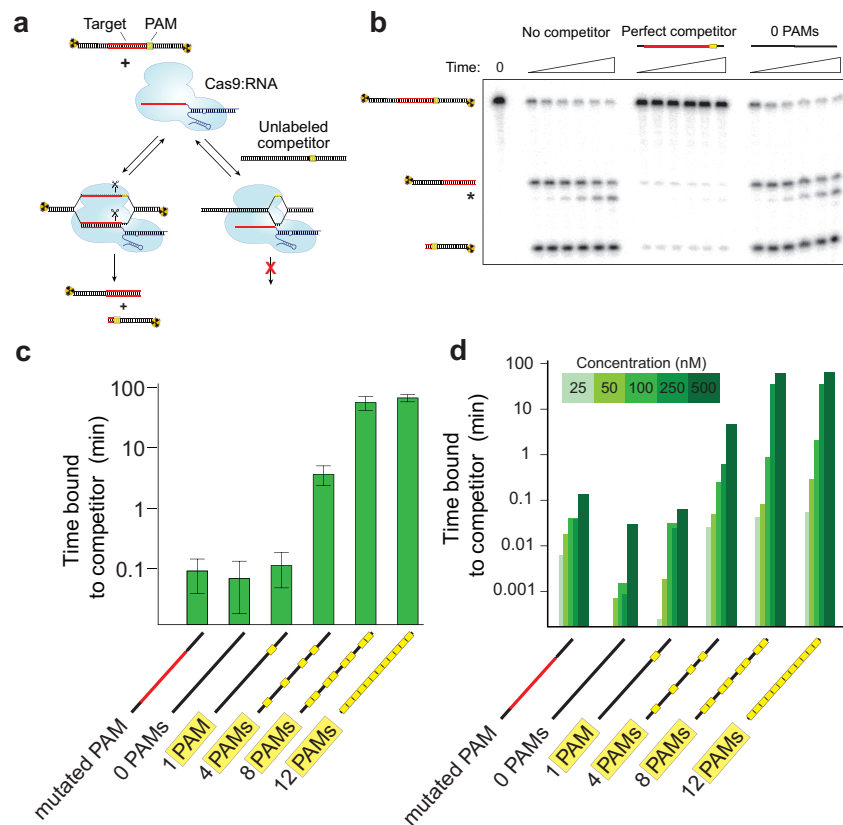 a
Target
PAM
+
Cas9:RNA
Unlabeled
competitor
X
+
b
No competitor
Perfect competitor
0 PAMs
Time:
0
*
c
Time bound
to competitor (min)
100
10
1
0.1
mutated PAM
0 PAMs
1 PAM
4 PAMs
8 PAMs
12 PAMs
d
Concentration (nM)
25 50 100 250 500
Time bound
to competitor (min)
100
10
1
0.1
0.01
0.001
mutated PAM
0 PAMs
1 PAM
4 PAMs
8 PAMs
12 PAMs